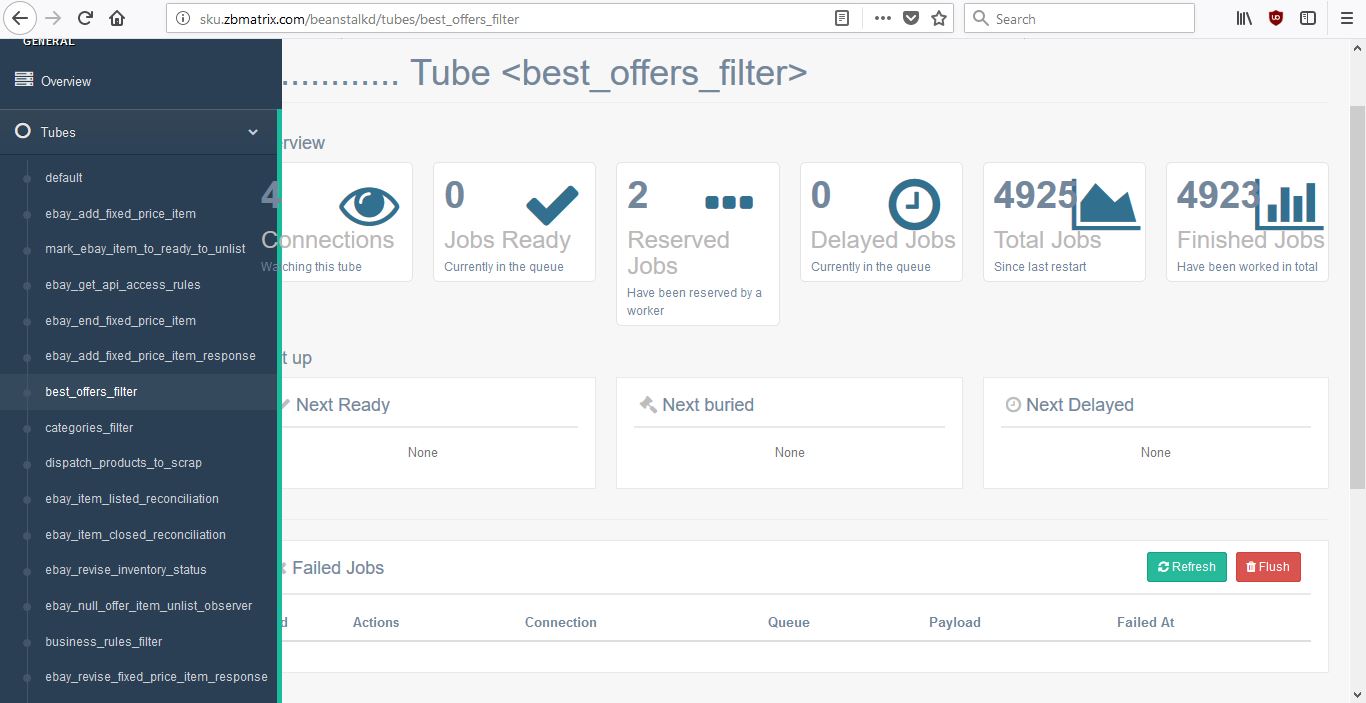 sku.zbmatrix.com/beanstalkd/tubes/best_offers_filter
Search
GENERAL
Overview
Tubes
default
ebay_add_fixed_price_item
mark_ebay_item_to_ready_to_unlist
ebay_get_api_access_rules
ebay_end_fixed_price_item
ebay_add_fixed_price_item_response
best_offers_filter
categories_filter
dispatch_products_to_scrap
ebay_item_listed_reconciliation
ebay_item_closed_reconciliation
ebay_revise_inventory_status
ebay_null_offer_item_unlist_observer
business_rules_filter
ebay_revise_fixed_price_item_response
............ Tube <best_offers_filter>
erview
4
Connections
Watching this tube
0
Jobs Ready
Currently in the queue
2
Reserved
Jobs
Have been reserved by a
worker
0
Delayed Jobs
Currently in the queue
4925
Total Jobs
Since last restart
4923
Finished Jobs
Have been worked in total
t up
Next Ready
None
Next buried
None
Next Delayed
None
Failed Jobs
Refresh
Flush
d Actions Connection Queue Payload Failed At